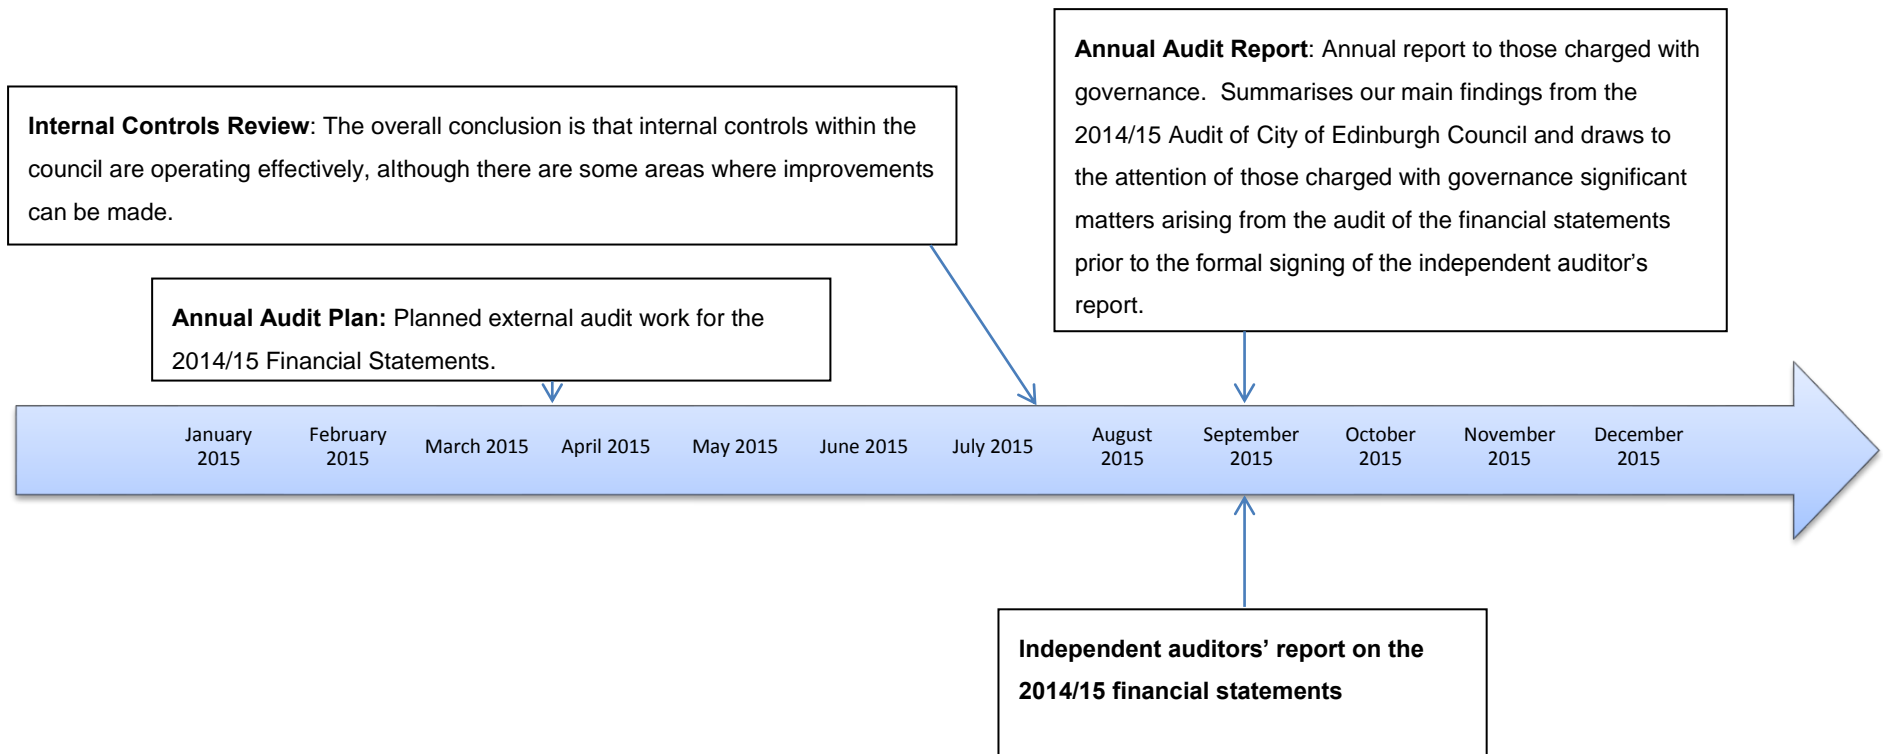 Annual Audit Report: Annual report to those charged with
governance.  Summarises our main findings from the
2014/15 Audit of City of Edinburgh Council and draws to
the attention of those charged with governance significant
matters arising from the audit of the financial statements
prior to the formal signing of the independent auditor’s
report.
Internal Controls Review: The overall conclusion is that internal controls within the
council are operating effectively, although there are some areas where improvements
can be made.
Annual Audit Plan: Planned external audit work for the
2014/15 Financial Statements.
January
2015
February
2015
March 2015
April 2015
May 2015
June 2015
July 2015
August
2015
September
2015
October
2015
November
2015
December
2015
Independent auditors’ report on the
2014/15 financial statements